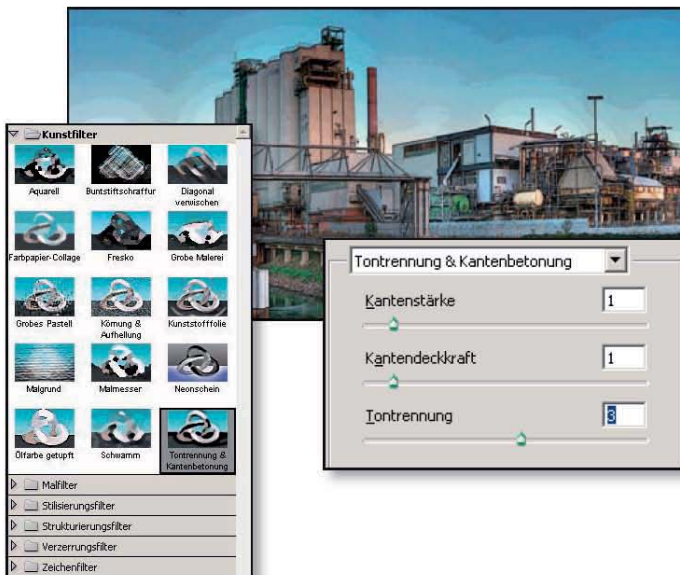 Kunstfilter
Aquarell
Buntstiftschraffur
Diagonal
verwischen
Farbpapier-Collage
Fresko
Grobe Malerei
Grobes Pastell
Körnung &
Aufhellung
Kunststofffolie
Malgrund
Malmesser
Neonschein
Ölfarbe getupft
Schwamm
Tontrennung &
Kantenbetonung
Malfilter
Stilisierungsfilter
Strukturierungsfilter
Verzerrungsfilter
Zeichenfilter
Tontrennung & Kantenbetonung
Kantenstärke 1
Kantendeckkraft 1
Tontrennung 3